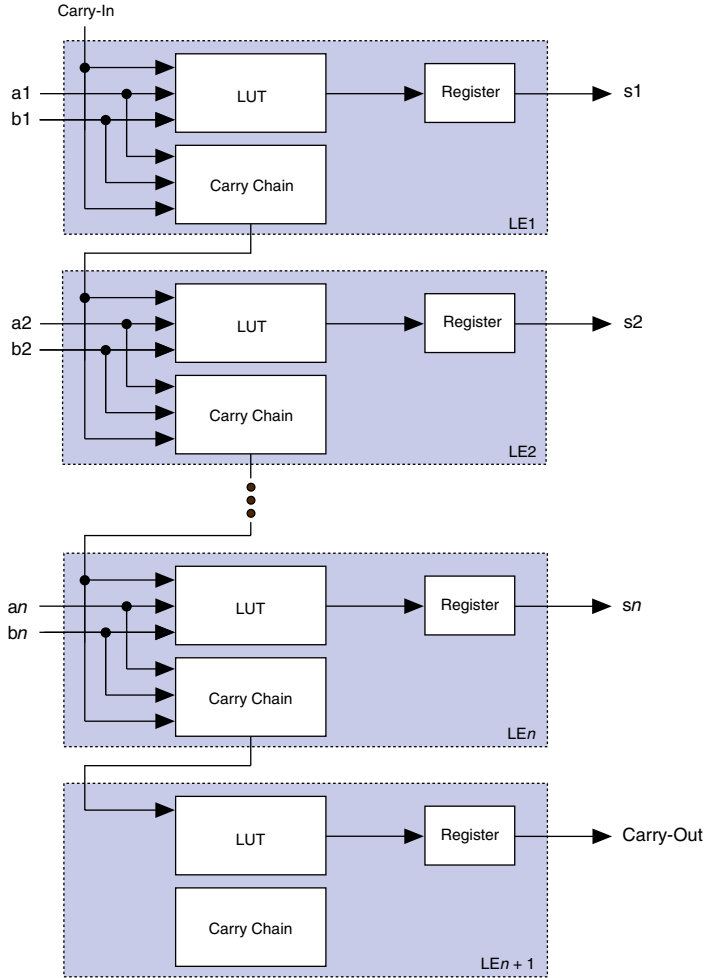 Carry-In
a1
b1
LUT
Register
s1
Carry Chain
LE1
a2
b2
LUT
Register
s2
Carry Chain
LE2
an
bn
LUT
Register
sn
Carry Chain
LEn
LUT
Register
Carry-Out
Carry Chain
LEn + 1